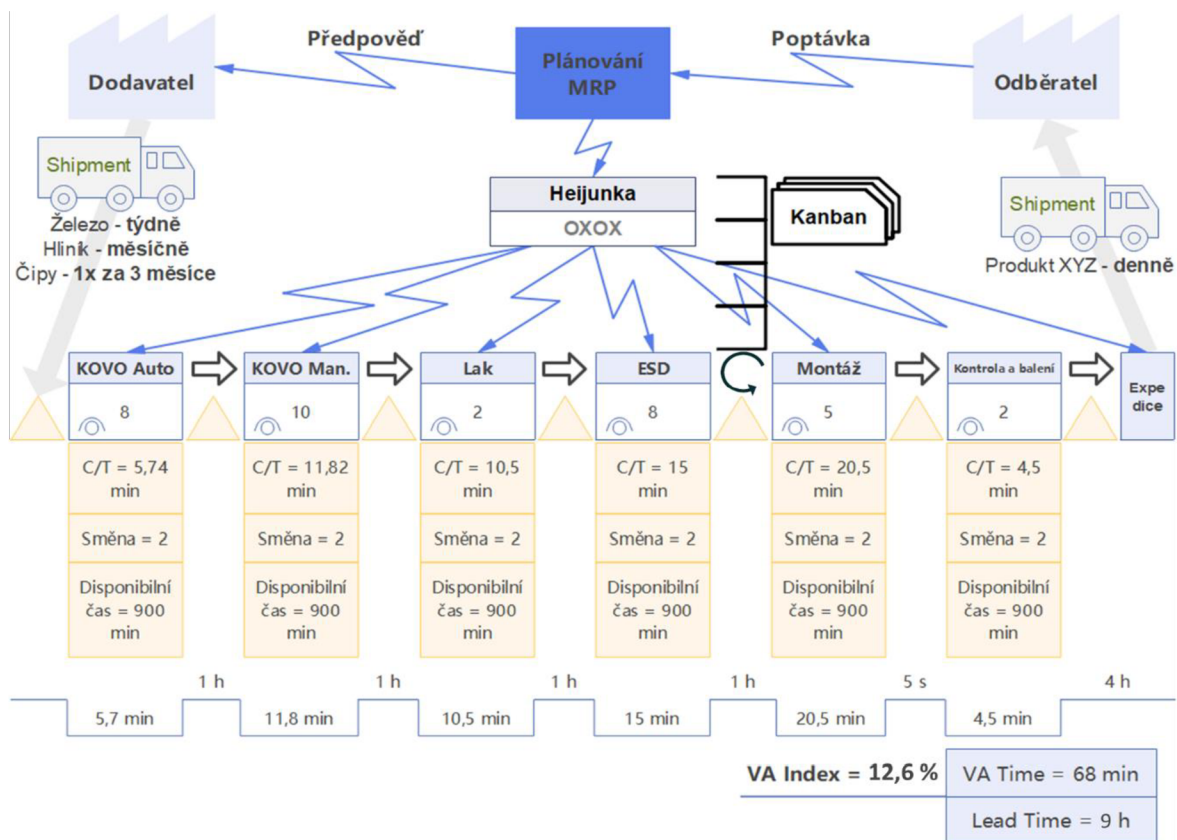 Předpověď
Poptávka
Dodavatel
Plánování
MRP
Odběratel
Shipment
Železo - týdně
Hliník - měsíčně
Čipy - 1x za 3 měsíce
Heijunka
OXOX
Kanban
Shipment
Produkt XYZ - denně
KOVO Auto
8
KOVO Man.
10
Lak
2
ESD
8
Montáž
5
Kontrola a balení
2
Expe
dice
C/T = 5,74
min
C/T = 11,82
min
C/T = 10,5
min
C/T = 15
min
C/T = 20,5
min
C/T = 4,5
min
Směna = 2
Směna = 2
Směna = 2
Směna = 2
Směna = 2
Směna = 2
Disponibilní
čas = 900
min
Disponibilní
čas = 900
min
Disponibilní
čas = 900
min
Disponibilní
čas = 900
min
Disponibilní
čas = 900
min
Disponibilní
čas = 900
min
1 h
1 h
1 h
1 h
5 s
4 h
5,7 min
11,8 min
10,5 min
15 min
20,5 min
4,5 min
VA Index = 12,6 %
VA Time = 68 min
Lead Time = 9 h